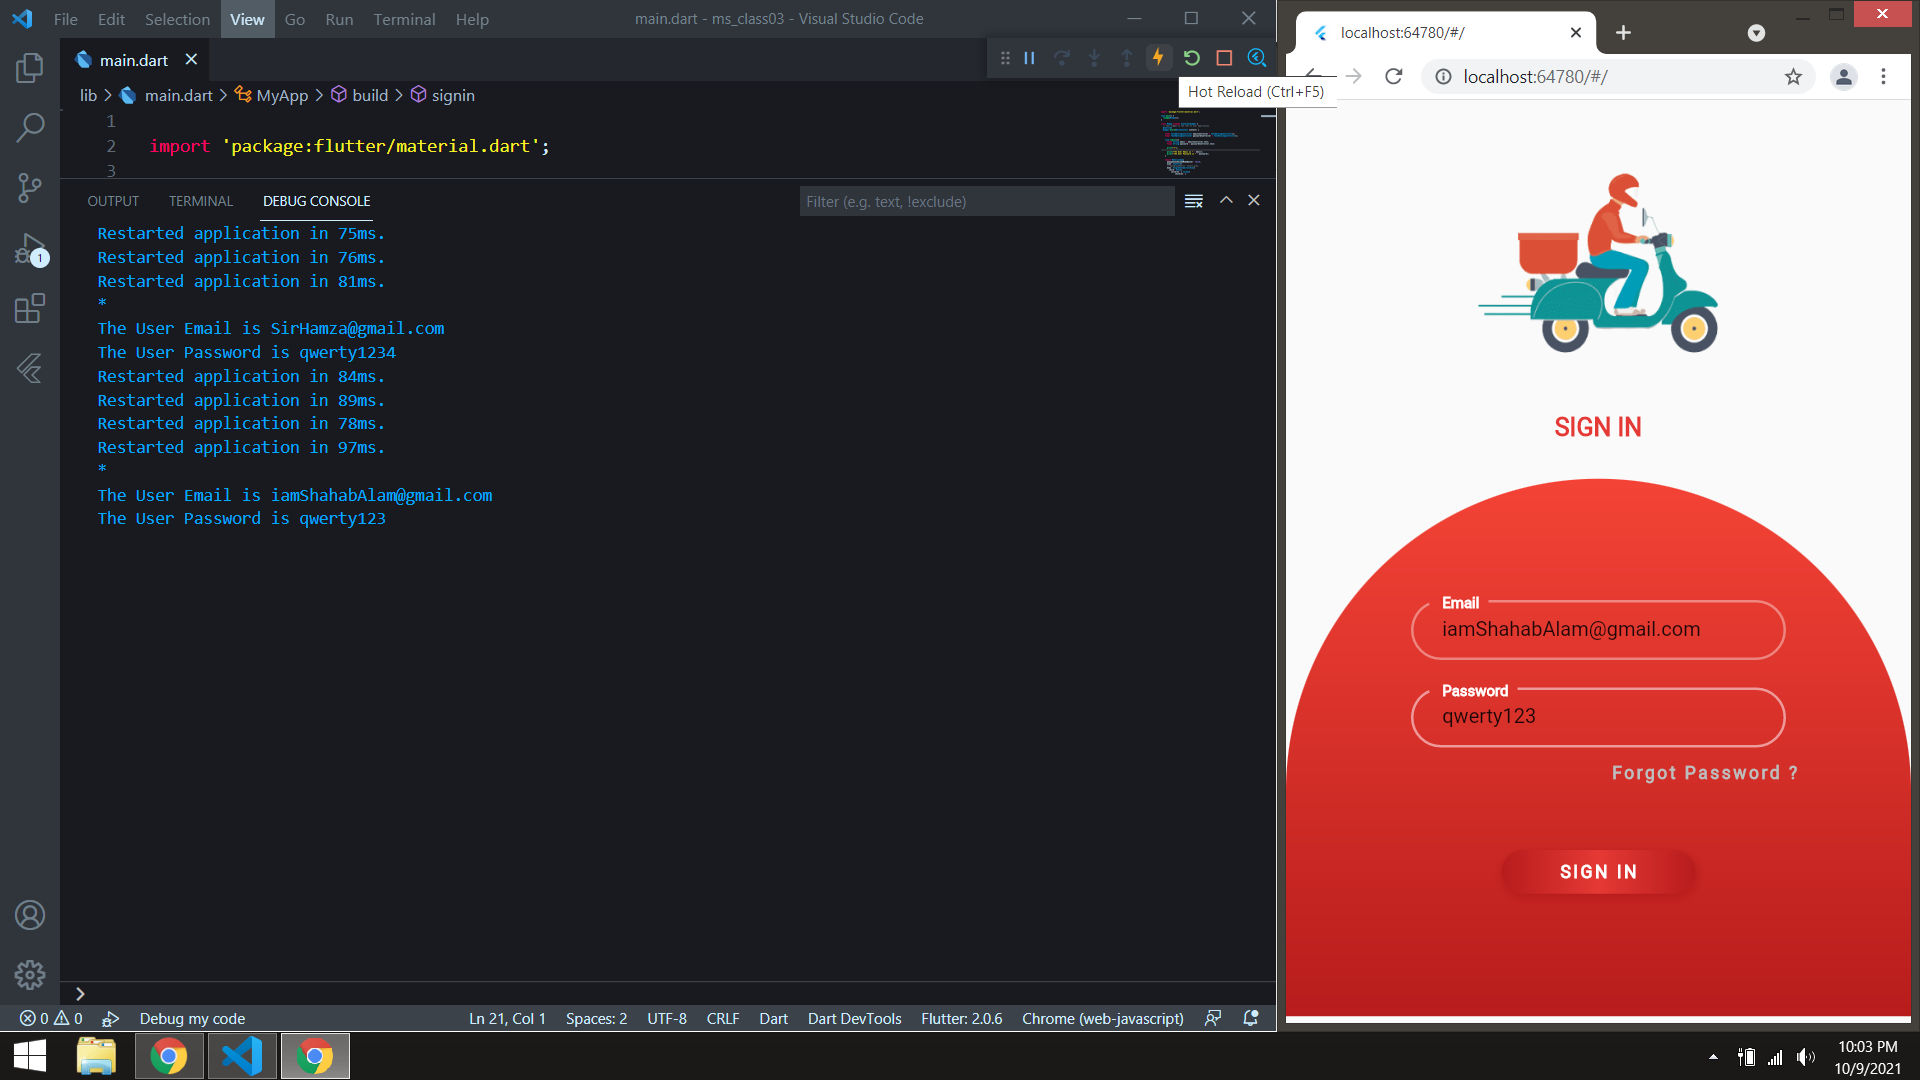 File Edit Selection View Go Run Terminal Help
main.dart - ms_class03 - Visual Studio Code
main.dart
lib > main.dart > MyApp > build > signin
Hot Reload (Ctrl+F5)
1
2 import 'package:flutter/material.dart';
3
OUTPUT TERMINAL DEBUG CONSOLE
Filter (e.g. text, !exclude)
Restarted application in 75ms.
Restarted application in 76ms.
Restarted application in 81ms.
*
The User Email is SirHamza@gmail.com
The User Password is qwerty1234
Restarted application in 84ms.
Restarted application in 89ms.
Restarted application in 78ms.
Restarted application in 97ms.
*
The User Email is iamShahabAlam@gmail.com
The User Password is qwerty123
1
0 0 Debug my code
Ln 21, Col 1 Spaces: 2 UTF-8 CRLF Dart Dart DevTools Flutter: 2.0.6 Chrome (web-javascript)
localhost:64780/#/
localhost:64780/#/
SIGN IN
Email
iamShahabAlam@gmail.com
Password
qwerty123
Forgot Password ?
SIGN IN
10:03 PM
10/9/2021